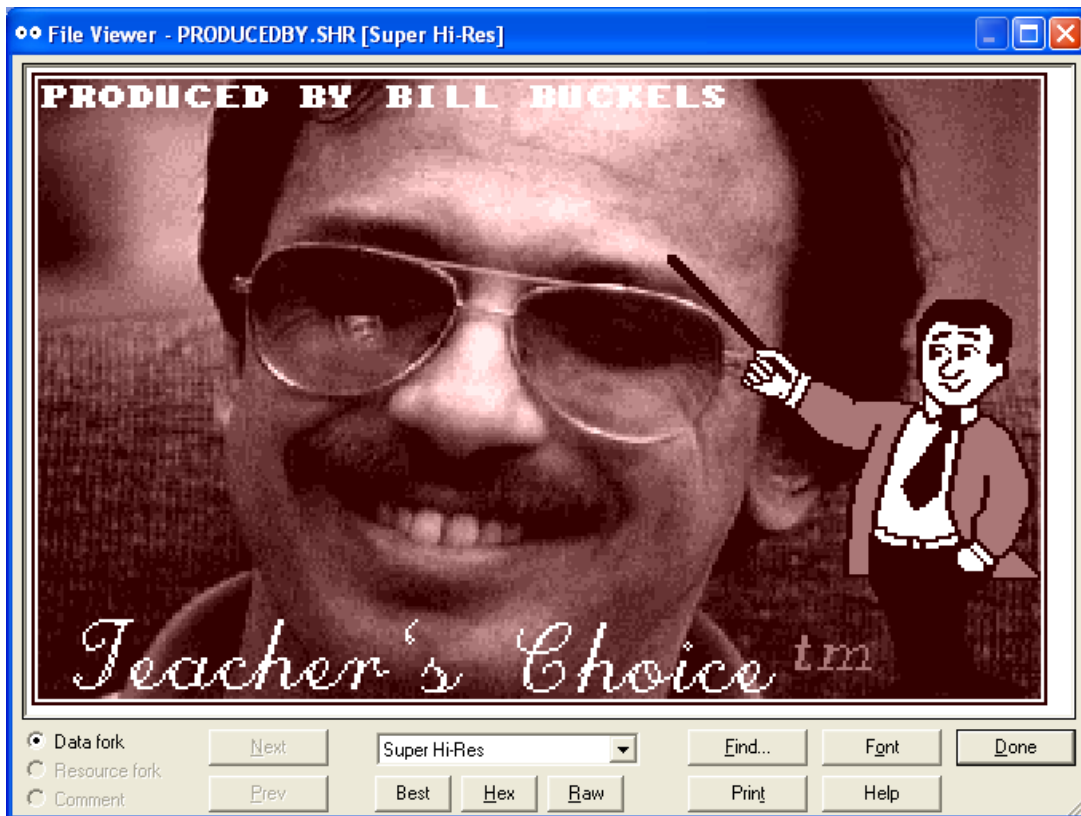 File Viewer - PRODUCEDBY.SHR [Super Hi-Res]
PRODUCED BY BILL BUCKELS
Teacher's Choice tm
Data fork
Next
Super Hi-Res
Find...
Font
Done
Resource fork
Comment
Prev
Best
Hex
Raw
Print
Help